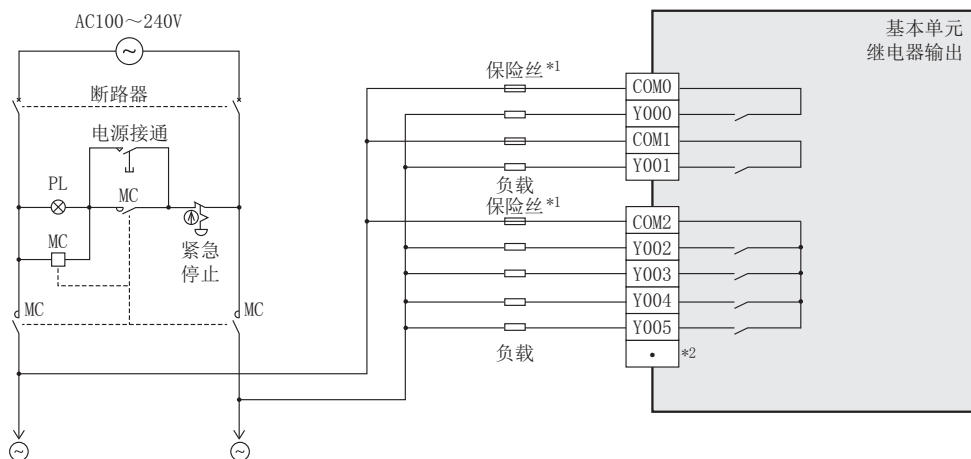 AC100～240V
基本单元
继电器输出
断路器
电源接通
PL
MC
MC
紧急
停止
MC
MC
保险丝 *1
COM0
Y000
COM1
Y001
负载
保险丝 *1
COM2
Y002
Y003
Y004
Y005
负载
• *2